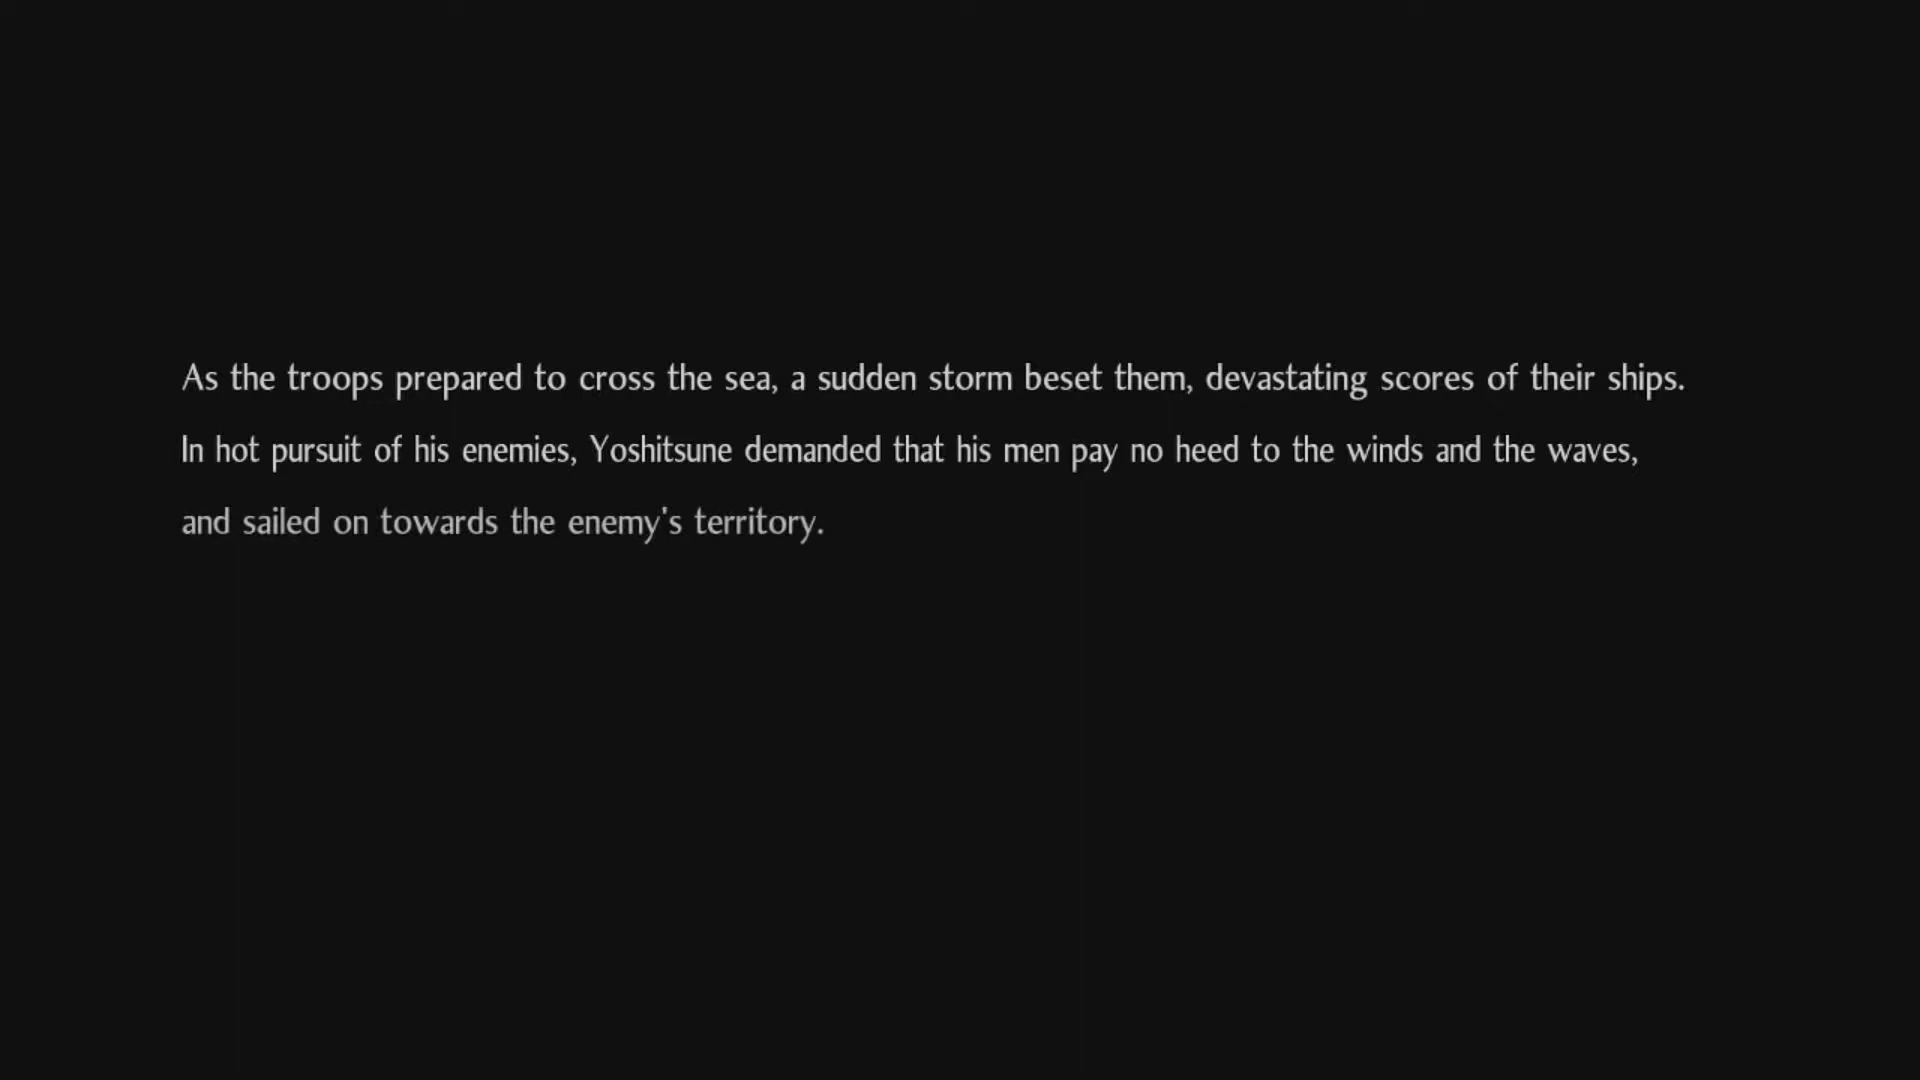 As the troops prepared to cross the sea, a sudden storm beset them, devastating scores of their ships.
In hot pursuit of his enemies, Yoshitsune demanded that his men pay no heed to the winds and the waves,
and sailed on towards the enemy's territory.